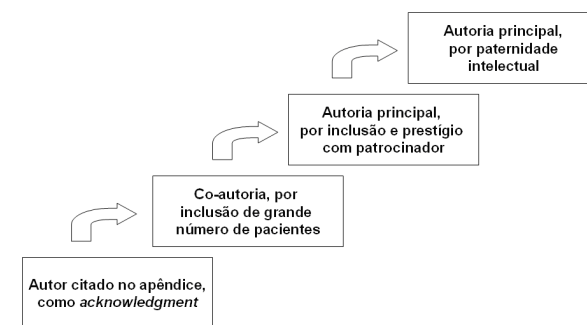 Autoria principal,
por paternidade
intelectual
Autoria principal,
por inclusão e prestígio
com patrocinador
Co-autoria, por
inclusão de grande
número de pacientes
Autor citado no apêndice,
como acknowledgment